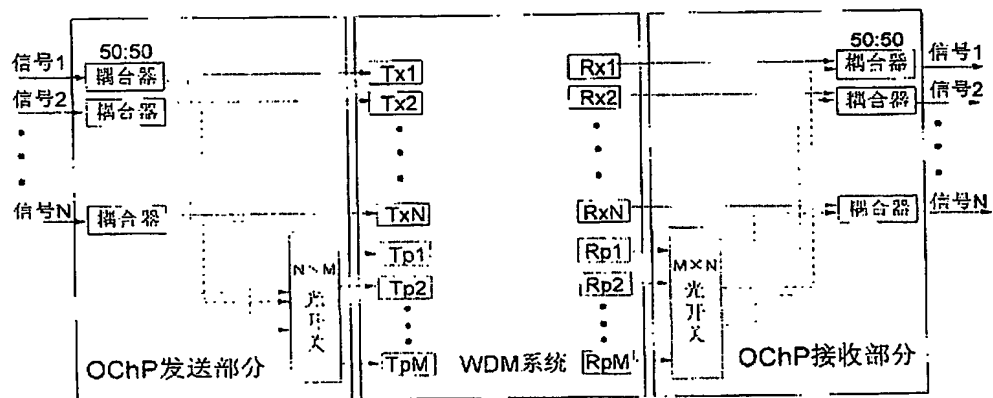 50:50
信号1
耦合器
Tx1
信号2
耦合器
Tx2
信号N
耦合器
TxN
N×M
光开关
Tp1
Tp2
TpM
OChP发送部分
WDM系统
Rx1
Rx2
RxN
Rp1
Rp2
RpM
M×N
光开关
50:50
耦合器
信号1
耦合器
信号2
耦合器
信号N
OChP接收部分